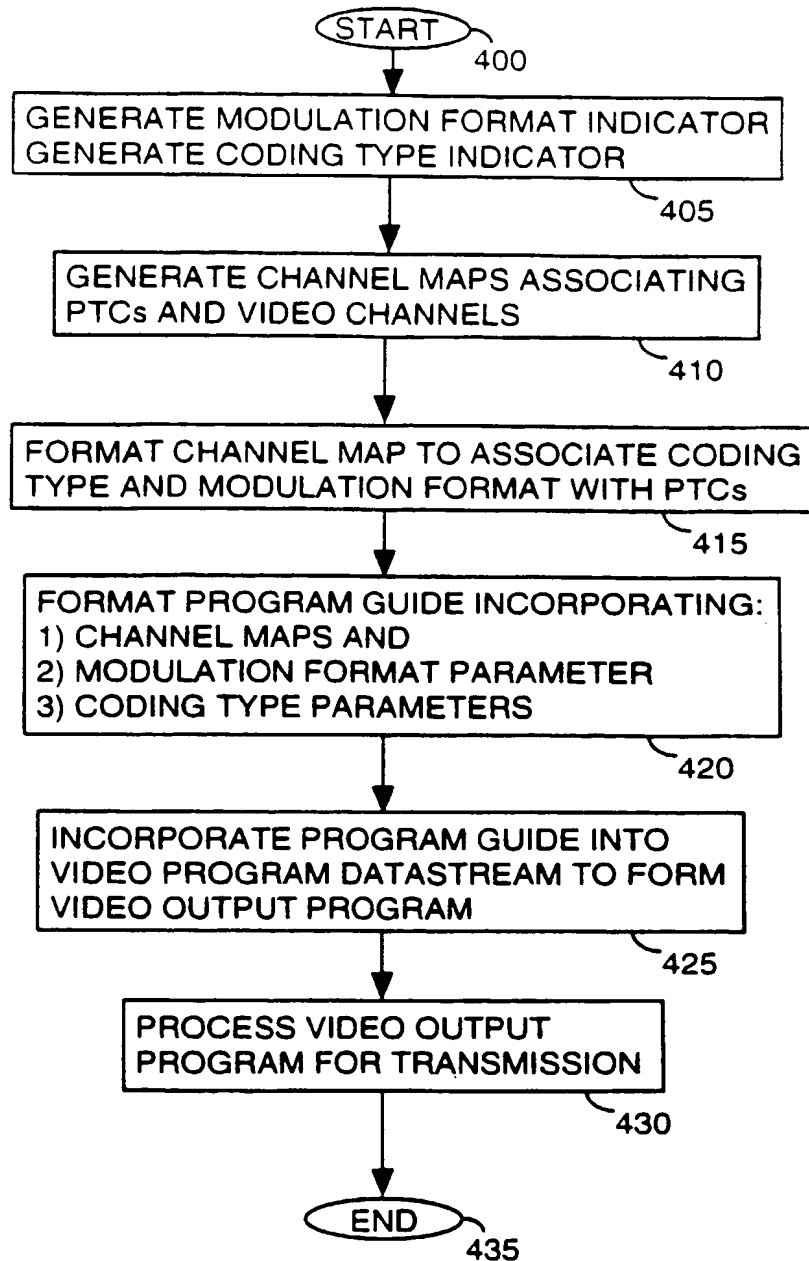 START
400
GENERATE MODULATION FORMAT INDICATOR
GENERATE CODING TYPE INDICATOR
405
GENERATE CHANNEL MAPS ASSOCIATING
PTCs AND VIDEO CHANNELS
410
FORMAT CHANNEL MAP TO ASSOCIATE CODING
TYPE AND MODULATION FORMAT WITH PTCs
415
FORMAT PROGRAM GUIDE INCORPORATING:
1) CHANNEL MAPS AND
2) MODULATION FORMAT PARAMETER
3) CODING TYPE PARAMETERS
420
INCORPORATE PROGRAM GUIDE INTO
VIDEO PROGRAM DATASTREAM TO FORM
VIDEO OUTPUT PROGRAM
425
PROCESS VIDEO OUTPUT
PROGRAM FOR TRANSMISSION
430
END
435